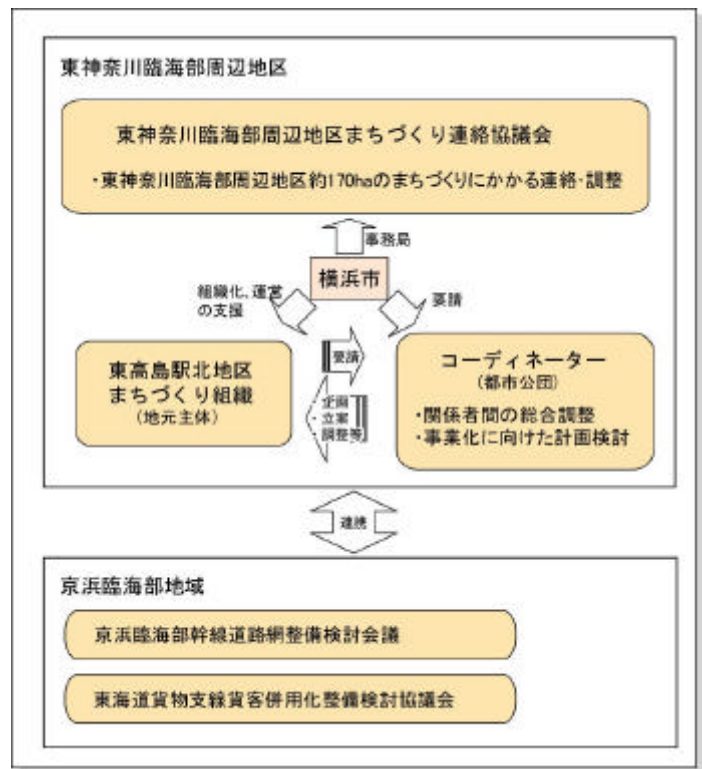 東神奈川臨海部周辺地区
東神奈川臨海部周辺地区まちづくり連絡協議会
・東神奈川臨海部周辺地区約170haのまちづくりにかかる連絡・調整
事務局
横浜市
組織化、運営
の支援
要請
東高島駅北地区
まちづくり組織
(地元主体)
要請
・企画
・立案
・調整等
コーディネーター
(都市公団)
・関係者間の総合調整
・事業化に向けた計画検討
連携
京浜臨海部地域
京浜臨海部幹線道路網整備検討会議
東海道貨物支線貨客併用化整備検討協議会